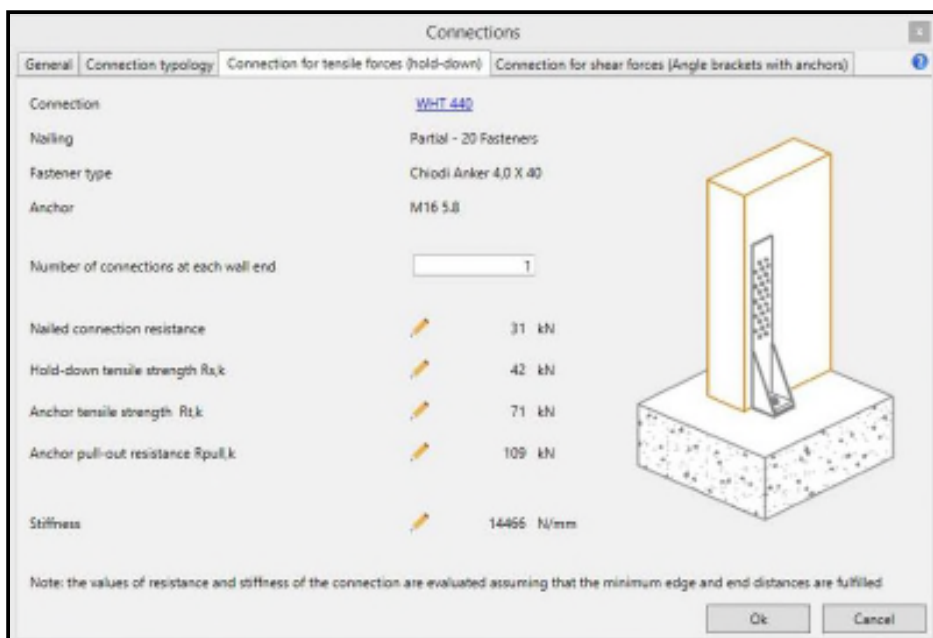 Connections
x
General Connection typology Connection for tensile forces (hold-down) Connection for shear forces (Angle brackets with anchors) ?
Connection WHT 440
Nailing Partial - 20 Fasteners
Fastener type Chiodi Anker 4,0 X 40
Anchor M16 5.8
Number of connections at each wall end 1
Nailed connection resistance 31 kN
Hold-down tensile strength Rs,k 42 kN
Anchor tensile strength Rt,k 71 kN
Anchor pull-out resistance Rpull,k 109 kN
Stiffness 14466 N/mm
Note: the values of resistance and stiffness of the connection are evaluated assuming that the minimum edge and end distances are fulfilled
Ok Cancel